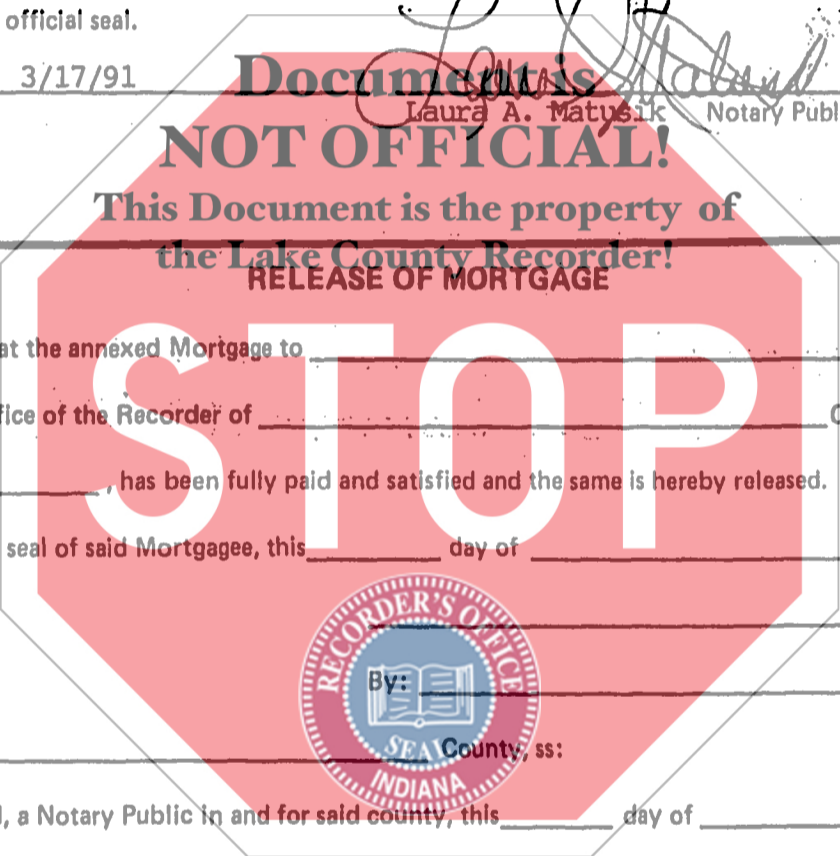 official seal.
3/17/91
Document is
Laura A. Matysik Notary Publ
NOT OFFICIAL!
This Document is the property of
the Lake County Recorder!
RELEASE OF MORTGAGE
at the annexed Mortgage to
fice of the Recorder of
STOP
, has been fully paid and satisfied and the same is hereby released.
seal of said Mortgagee, this day of
RECORDER'S OFFICE
By:
SEAL
County, ss:
INDIANA
, a Notary Public in and for said county, this day of